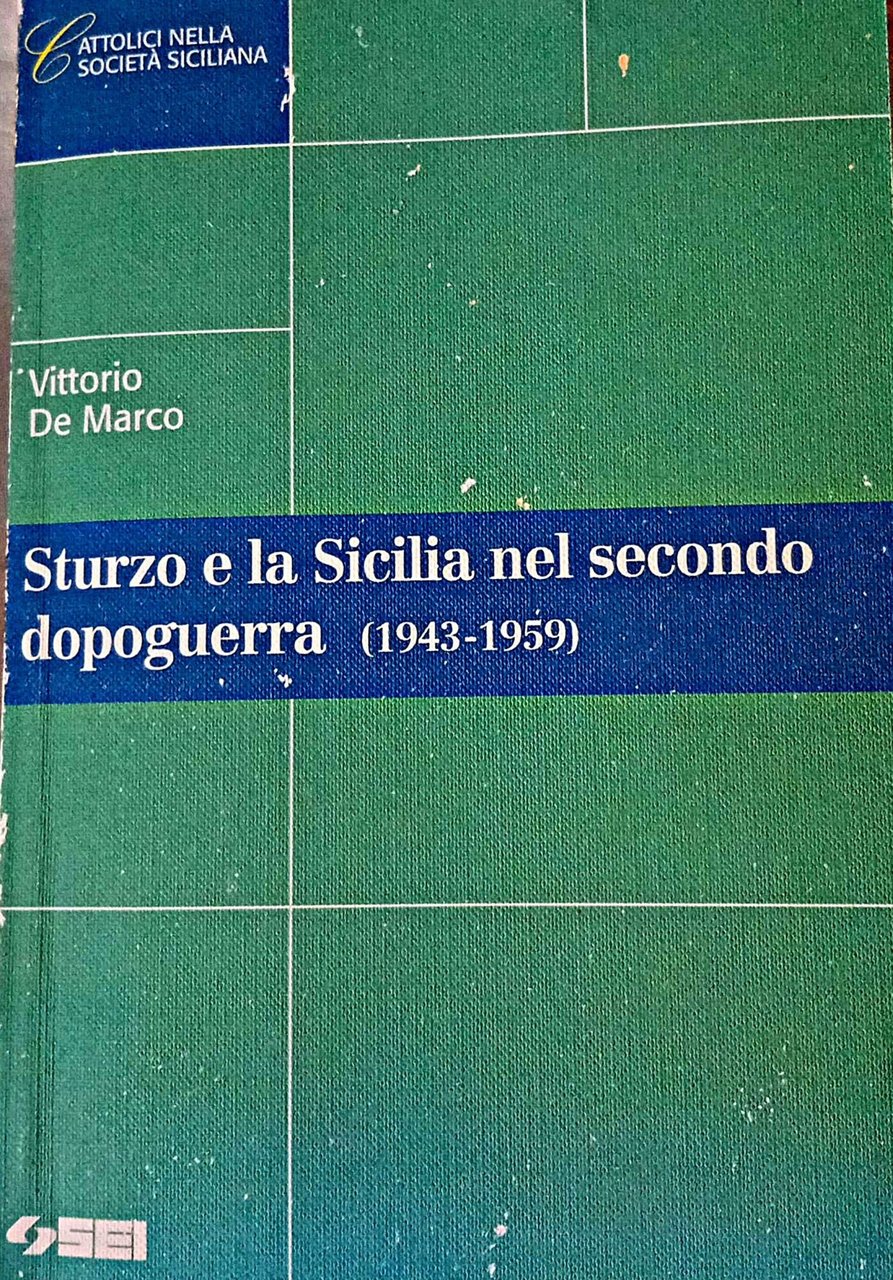 CATTOLICI NELLA
SOCIETÀ SICILIANA
Vittorio
De Marco
Sturzo e la Sicilia nel secondo
dopoguerra (1943-1959)
SEI